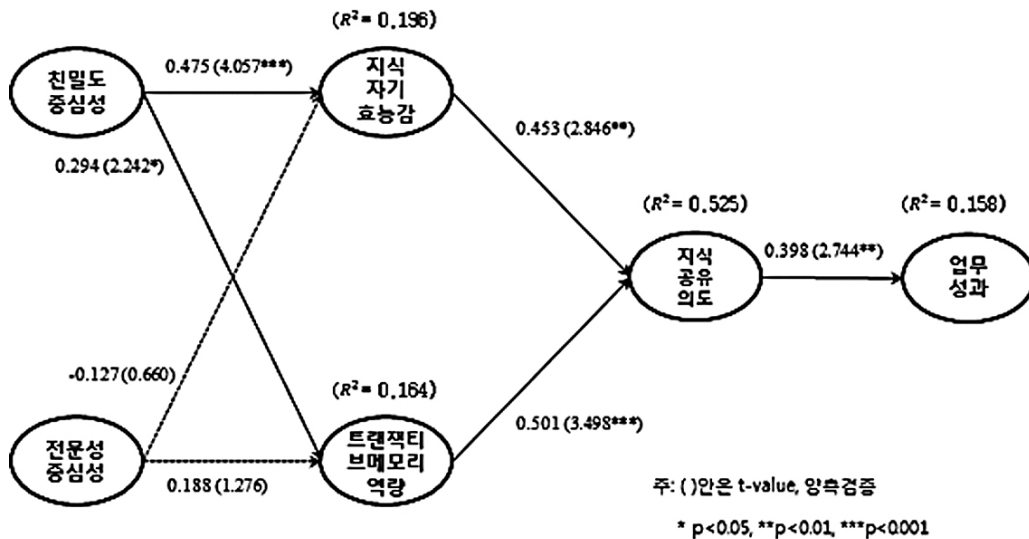 (R² = 0.196)
친밀도
중심성
0.475 (4.057***)
지식
자기
효능감
0.453 (2.846**)
0.294 (2.242*)
(R² = 0.525)
(R² = 0.158)
지식
공유
의도
0.398 (2.744**)
업무
성과
-0.127 (0.660)
(R² = 0.164)
0.501 (3.498***)
전문성
중심성
트랜잭티
브메모리
역량
0.188 (1.276)
주: ( )안은 t-value, 양측검증
* p<0.05, **p<0.01, ***p<0.001